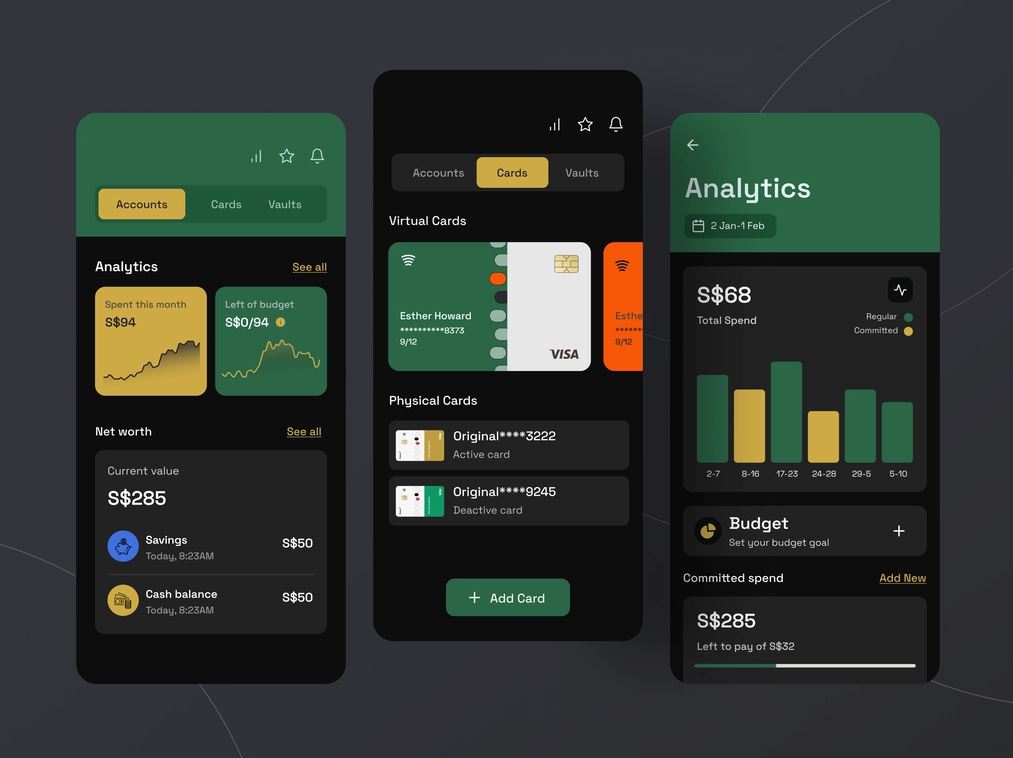 Accounts
Cards
Vaults
Analytics
See all
Spent this month
S$94
Left of budget
S$0/94
Net worth
See all
Current value
S$285
Savings
Today, 8:23AM
S$50
Cash balance
Today, 8:23AM
S$50
Accounts
Cards
Vaults
Virtual Cards
Esther Howard
*********8373
9/12
VISA
Esthe
******
9/12
Physical Cards
Original****3222
Active card
Original****9245
Deactive card
Add Card
Analytics
2 Jan-1 Feb
S$68
Total Spend
Regular
Committed
2-7
8-16
17-23
24-28
29-5
5-10
Budget
Set your budget goal
Committed spend
Add New
S$285
Left to pay of S$32